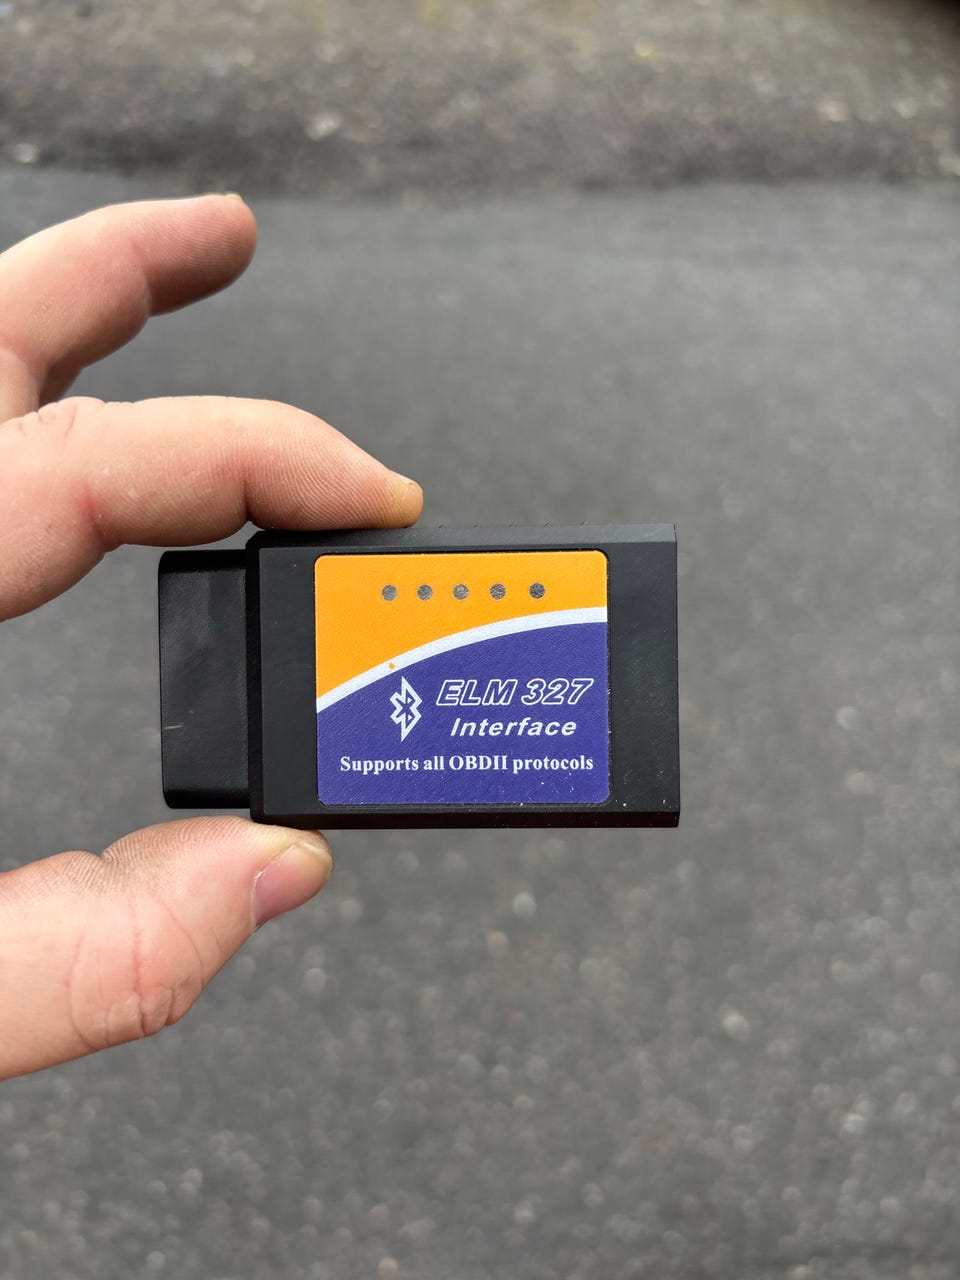 ELM 327
Interface
Supports all OBDII protocols